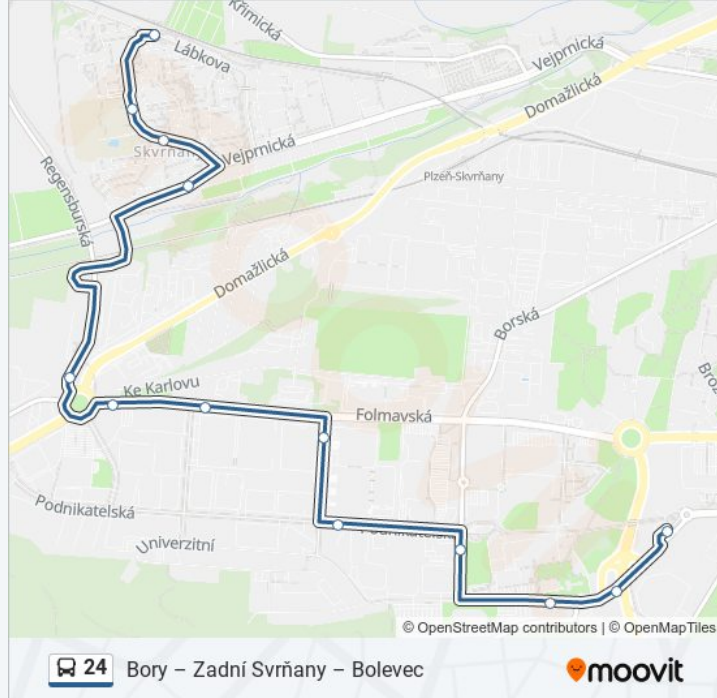 Křimická
Lábkova
Vejprnická
Domažlická
Vejprnická
Skvrňan
Plzeň-Skvrňany
Regensburská
Domažlická
Borská
Ke Karlovu
Folmavská
Podnikatelská
Univerzitní
© OpenStreetMap contributors | © OpenMapTiles
24 Bory – Zadní Svrňany – Bolevec
moovit